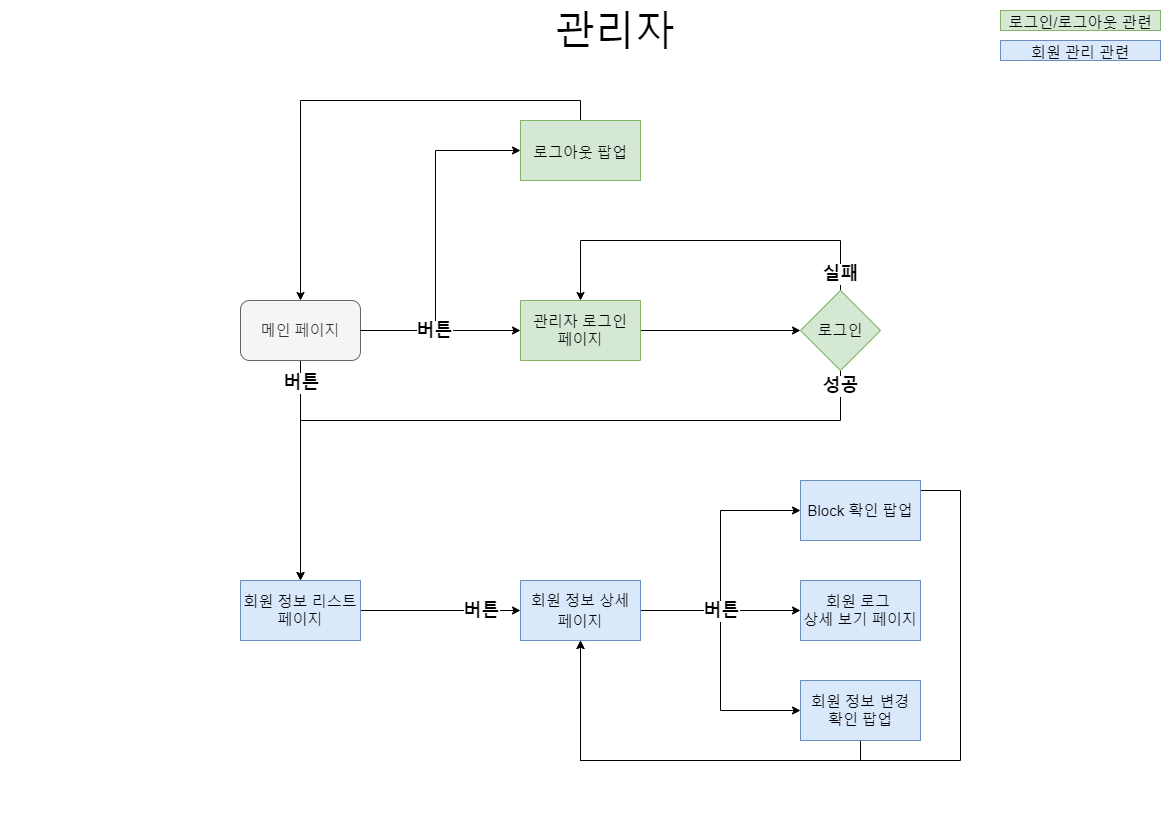 관리자
로그인/로그아웃 관련
회원 관리 관련
로그아웃 팝업
실패
메인 페이지
버튼
관리자 로그인
페이지
로그인
버튼
성공
Block 확인 팝업
회원 정보 리스트
페이지
버튼
회원 정보 상세
페이지
버튼
회원 로그
상세 보기 페이지
회원 정보 변경
확인 팝업